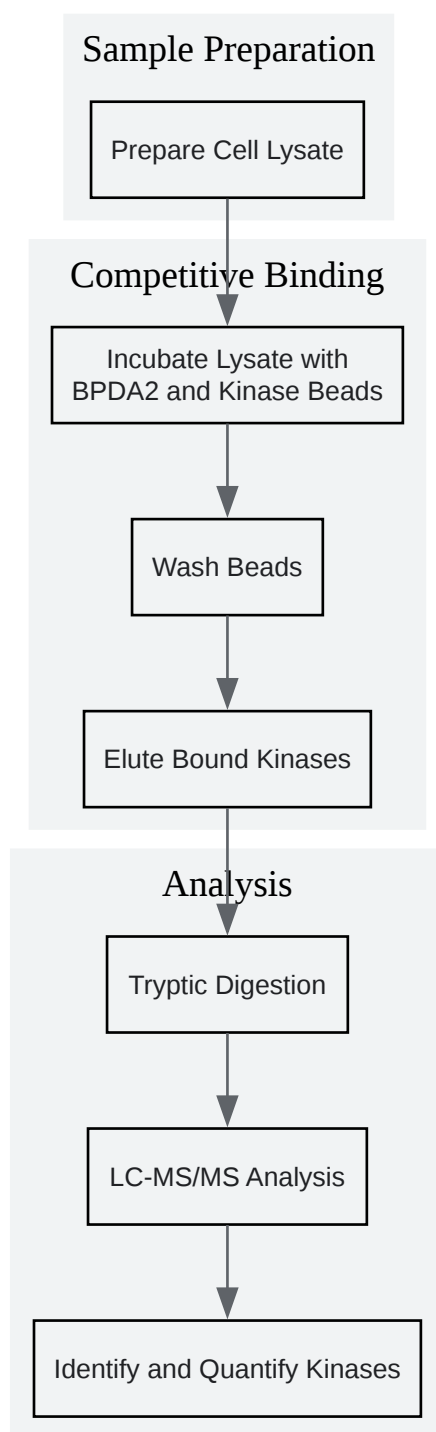 Sample Preparation
Prepare Cell Lysate
Competitive Binding
Incubate Lysate with
BPDA2 and Kinase Beads
Wash Beads
Elute Bound Kinases
Analysis
Tryptic Digestion
LC-MS/MS Analysis
Identify and Quantify Kinases